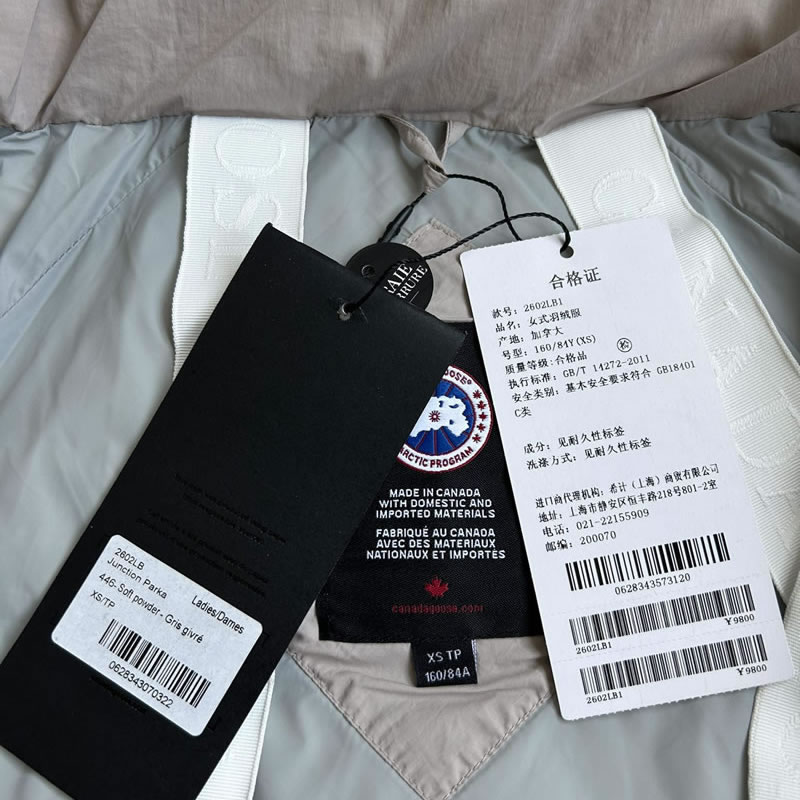 合格证
款号: 2602LB1
品名: 女式羽绒服
产地: 加拿大
号型: 160/84Y(XS)
质量等级:合格品 粉
执行标准: GB/T 14272-2011
安全类别: 基本安全要求符合 GB18401
C类
成分: 见耐久性标签
洗涤方式: 见耐久性标签
进口商代理机构: 希计(上海)商贸有限公司
地址: 上海市静安区恒丰路218号801-2室
电话: 021-22155909
邮编: 200070
0628343573120
2602LB1
¥9800
2602LB1
¥9800
GOOSE®
ARCTIC PROGRAM
MADE IN CANADA
WITH DOMESTIC AND
IMPORTED MATERIALS
FABRIQUÉ AU CANADA
AVEC DES MATERIAUX
NATIONAUX ET IMPORTÉS
canadagoose.com
XS TP
160/84A
2602LB
Junction Parka
Ladies/Dames
446-Soft powder - Gris givré
XS/TP
0628343070322